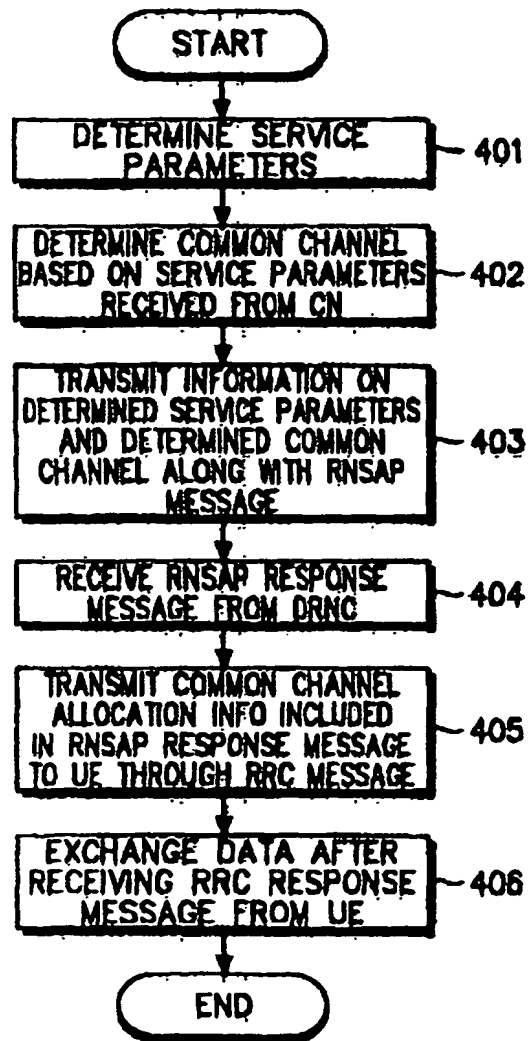 START
DETERMINE SERVICE
PARAMETERS
401
DETERMINE COMMON CHANNEL
BASED ON SERVICE PARAMETERS
RECEIVED FROM CN
402
TRANSMIT INFORMATION ON
DETERMINED SERVICE PARAMETERS
AND DETERMINED COMMON
CHANNEL ALONG WITH RNSAP
MESSAGE
403
RECEIVE RNSAP RESPONSE
MESSAGE FROM DRNC
404
TRANSMIT COMMON CHANNEL
ALLOCATION INFO INCLUDED
IN RNSAP RESPONSE MESSAGE
TO UE THROUGH RRC MESSAGE
405
EXCHANGE DATA AFTER
RECEIVING RRC RESPONSE
MESSAGE FROM UE
406
END